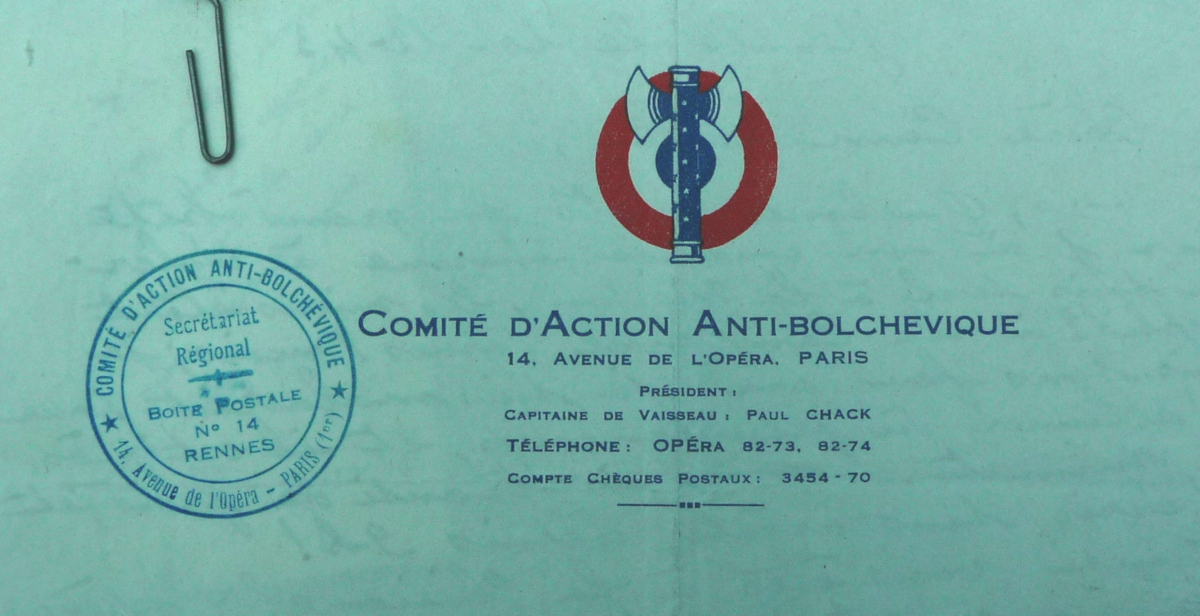 COMITÉ D'ACTION ANTI-BOLCHEVIQUE
14, AVENUE DE L'OPÉRA, PARIS
PRÉSIDENT :
CAPITAINE DE VAISSEAU : PAUL CHACK
TÉLÉPHONE : OPÉRA 82-73, 82-74
COMPTE CHÈQUES POSTAUX : 3454-70
COMITÉ D'ACTION ANTI-BOLCHÉVIQUE
Secrétariat
Régional
BOITE POSTALE
N° 14
RENNES
14, Avenue de l'Opéra - PARIS (1er)